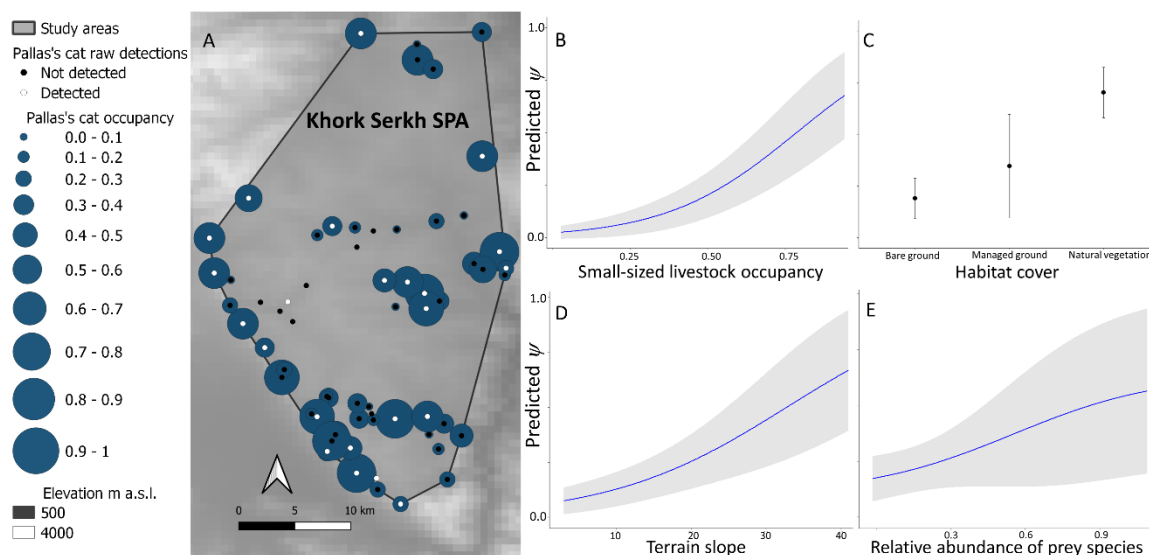 Study areas
Pallas's cat raw detections
Not detected
Detected
Pallas's cat occupancy
0.0 - 0.1
0.1 - 0.2
0.2 - 0.3
0.3 - 0.4
0.4 - 0.5
0.5 - 0.6
0.6 - 0.7
0.7 - 0.8
0.8 - 0.9
0.9 - 1
Elevation m a.s.l.
500
4000
A
Khork Serkh SPA
0 5 10 km
B
1.0
Predicted ψ
0.0
0.25 0.50 0.75
Small-sized livestock occupancy
C
Bare ground Managed ground Natural vegetation
Habitat cover
D
1.0
Predicted ψ
0.0
10 20 30 40
Terrain slope
E
0.3 0.6 0.9
Relative abundance of prey species